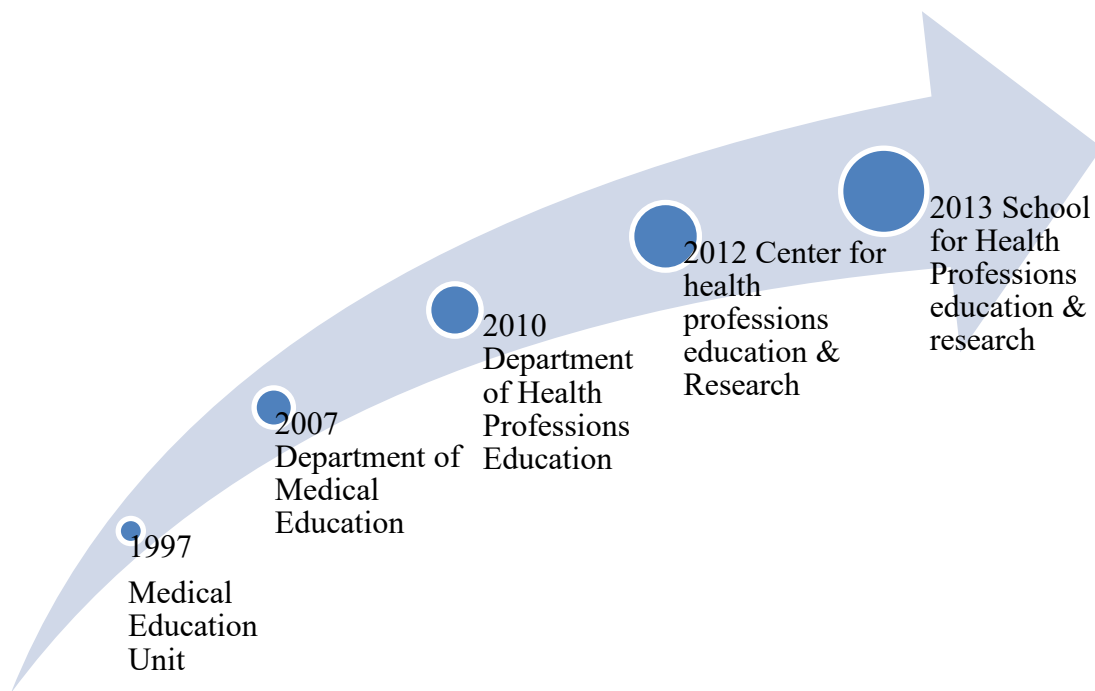 1997
Medical
Education
Unit
2007
Department of
Medical
Education
2010
Department
of Health
Professions
Education
2012 Center for
health
professions
education &
Research
2013 School
for Health
Professions
education &
research